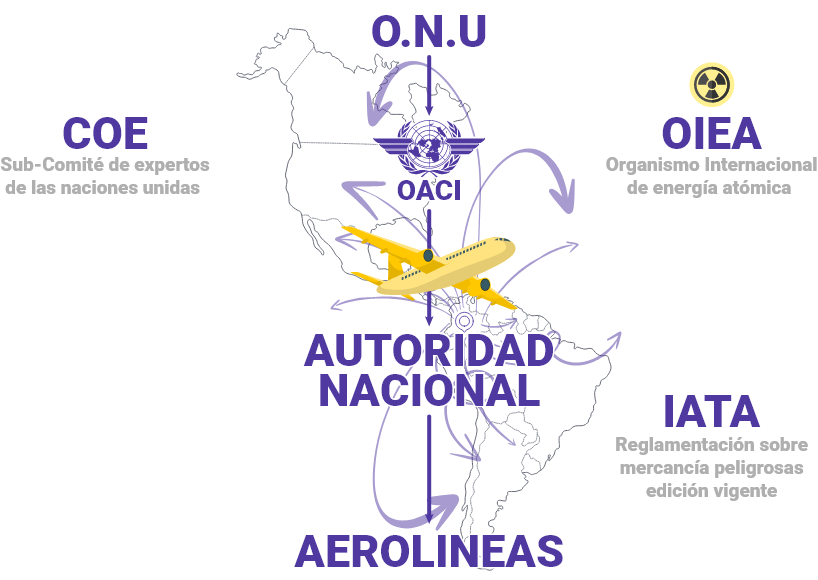 O.N.U
COE
Sub-Comité de expertos
de las naciones unidas
OACI
OIEA
Organismo Internacional
de energía atómica
AUTORIDAD
NACIONAL
IATA
Reglamentación sobre
mercancía peligrosas
edición vigente
AEROLINEAS